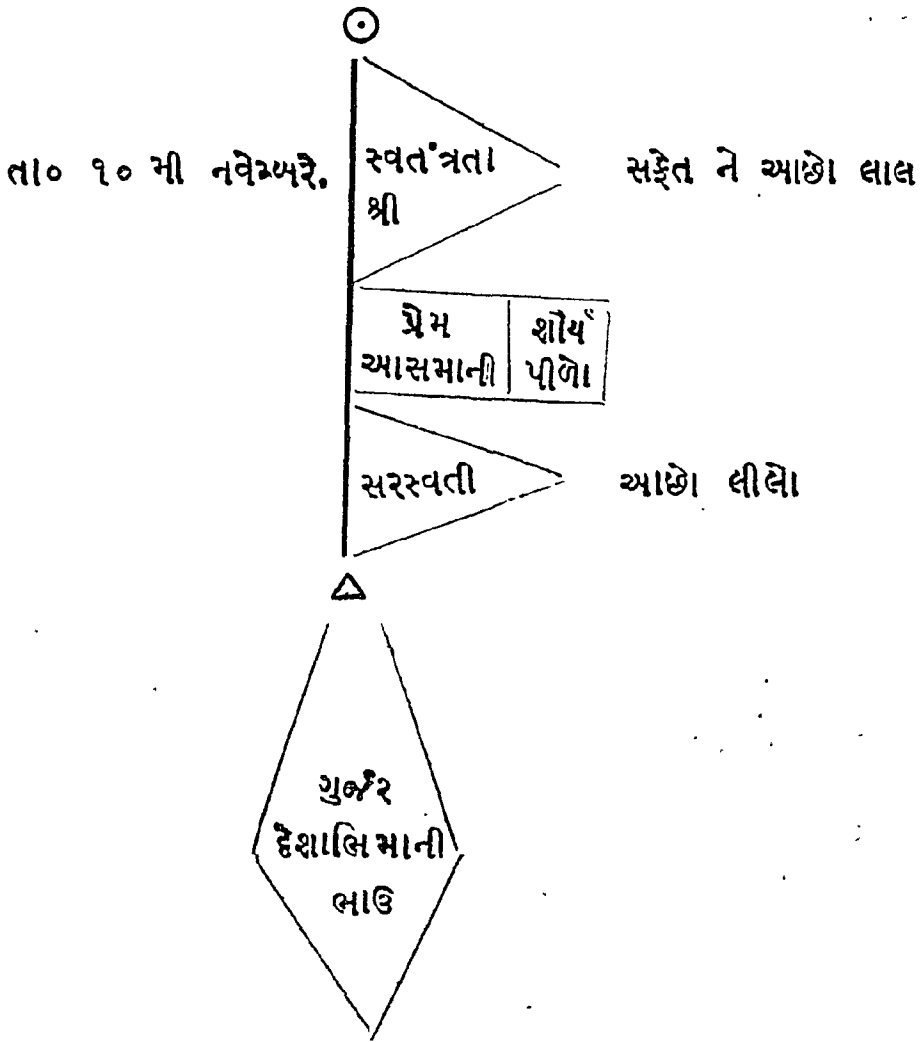 તા૦ ૧૦ મી નવેમ્બરે.
સ્વતંત્રતા
શ્રી
સફેત ને આછો લાલ
પ્રેમ
આસમાની
શૌર્ય
પીળો
સરસ્વતી
આછો લીલો
ગુર્જર
દેશાભિમાની
ભાઉ